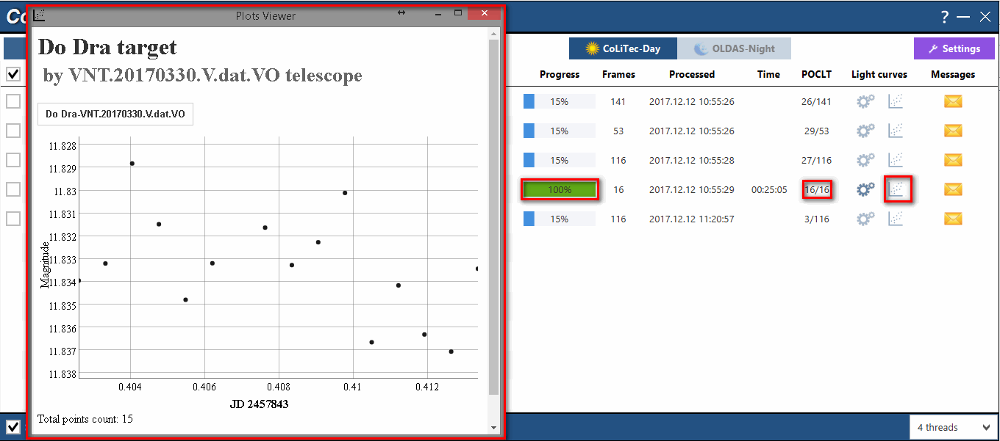 Co
Plots Viewer
Do Dra target
by VNT.20170330.V.dat.VO telescope
Do Dra-VNT.20170330.V.dat.VO
11.828
11.829
11.83
11.831
11.832
11.833
11.834
11.835
11.836
11.837
11.838
Magnitude
0.404 0.406 0.408 0.41 0.412
JD 2457843
Total points count: 15
?
CoLiTec-Day OLDAS-Night Settings
Progress Frames Processed Time POCLT Light curves Messages
15% 141 2017.12.12 10:55:26 26/141
15% 53 2017.12.12 10:55:26 29/53
15% 116 2017.12.12 10:55:28 27/116
100% 16 2017.12.12 10:55:29 00:25:05 16/16
15% 116 2017.12.12 11:20:57 3/116
4 threads